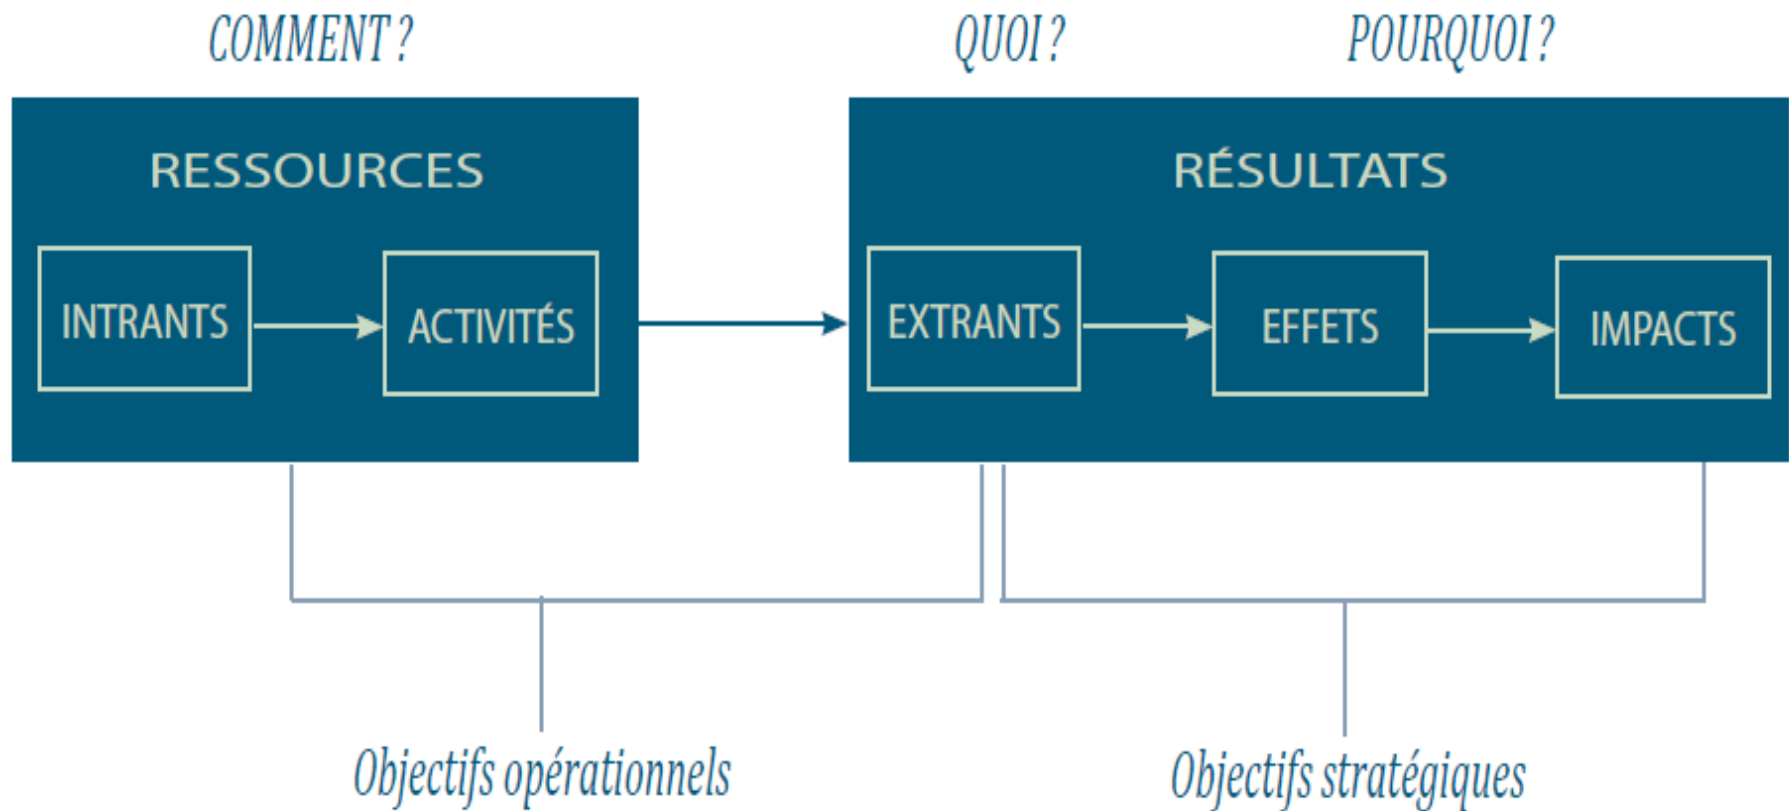 COMMENT ?
QUOI ?
POURQUOI ?
RESSOURCES
RÉSULTATS
INTRANTS
ACTIVITÉS
EXTRANTS
EFFETS
IMPACTS
Objectifs opérationnels
Objectifs stratégiques